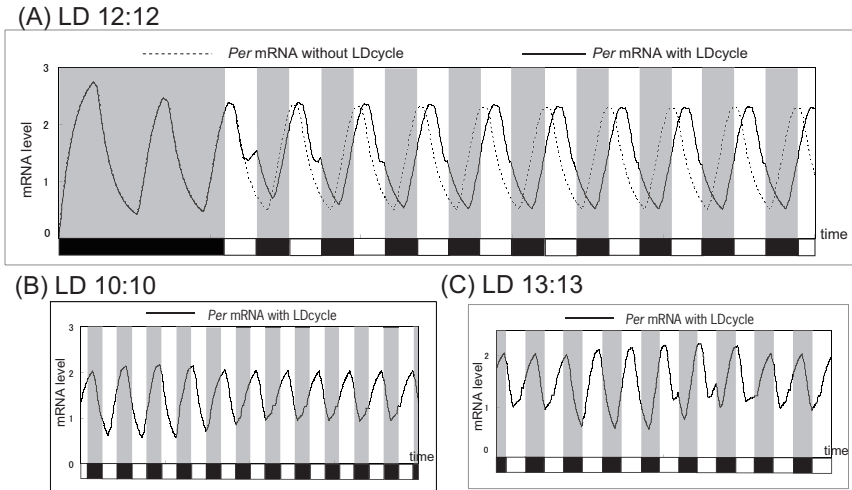 (A) LD 12:12
Per mRNA without LDcycle
Per mRNA with LDcycle
3
2
1
0
mRNA level
time
(B) LD 10:10
Per mRNA with LDcycle
3
2
1
0
mRNA level
time
(C) LD 13:13
Per mRNA with LDcycle
2
1
0
mRNA level
time